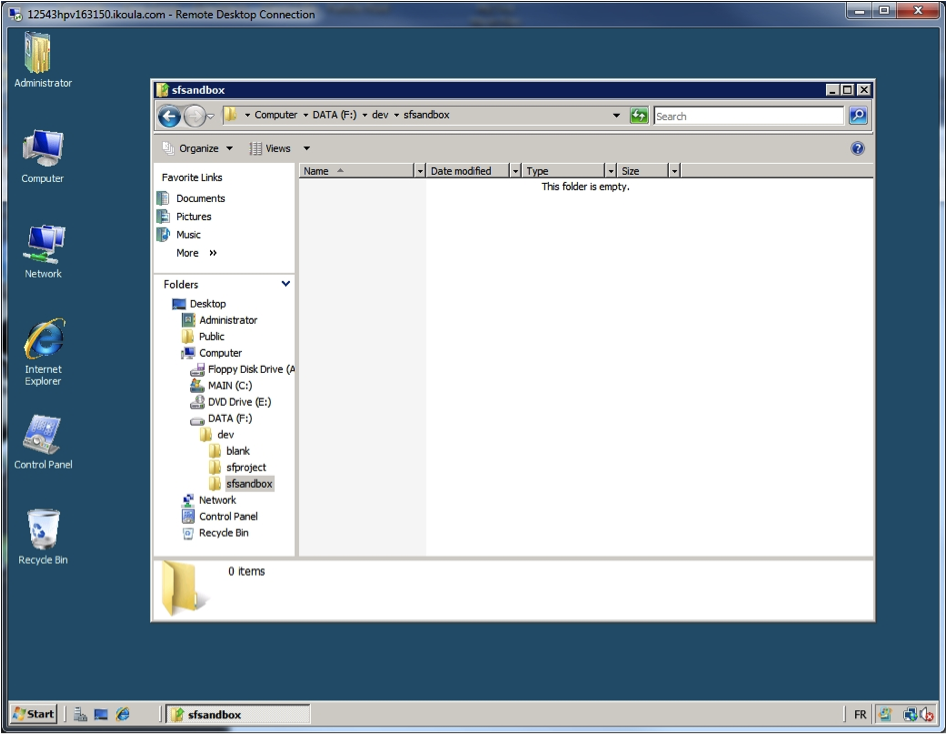 12543hpv163150.ikoula.com - Remote Desktop Connection
Administrator
Computer
Network
Internet
Explorer
Control Panel
Recycle Bin
sfsandbox
Computer DATA (F:) dev sfsandbox
Search
Organize Views
Favorite Links
Documents
Pictures
Music
More »
Folders
Desktop
Administrator
Public
Computer
Floppy Disk Drive (A
MAIN (C:)
DVD Drive (E:)
DATA (F:)
dev
blank
sfproject
sfsandbox
Network
Control Panel
Recycle Bin
Name Date modified Type Size
This folder is empty.
0 items
Start
sfsandbox
FR